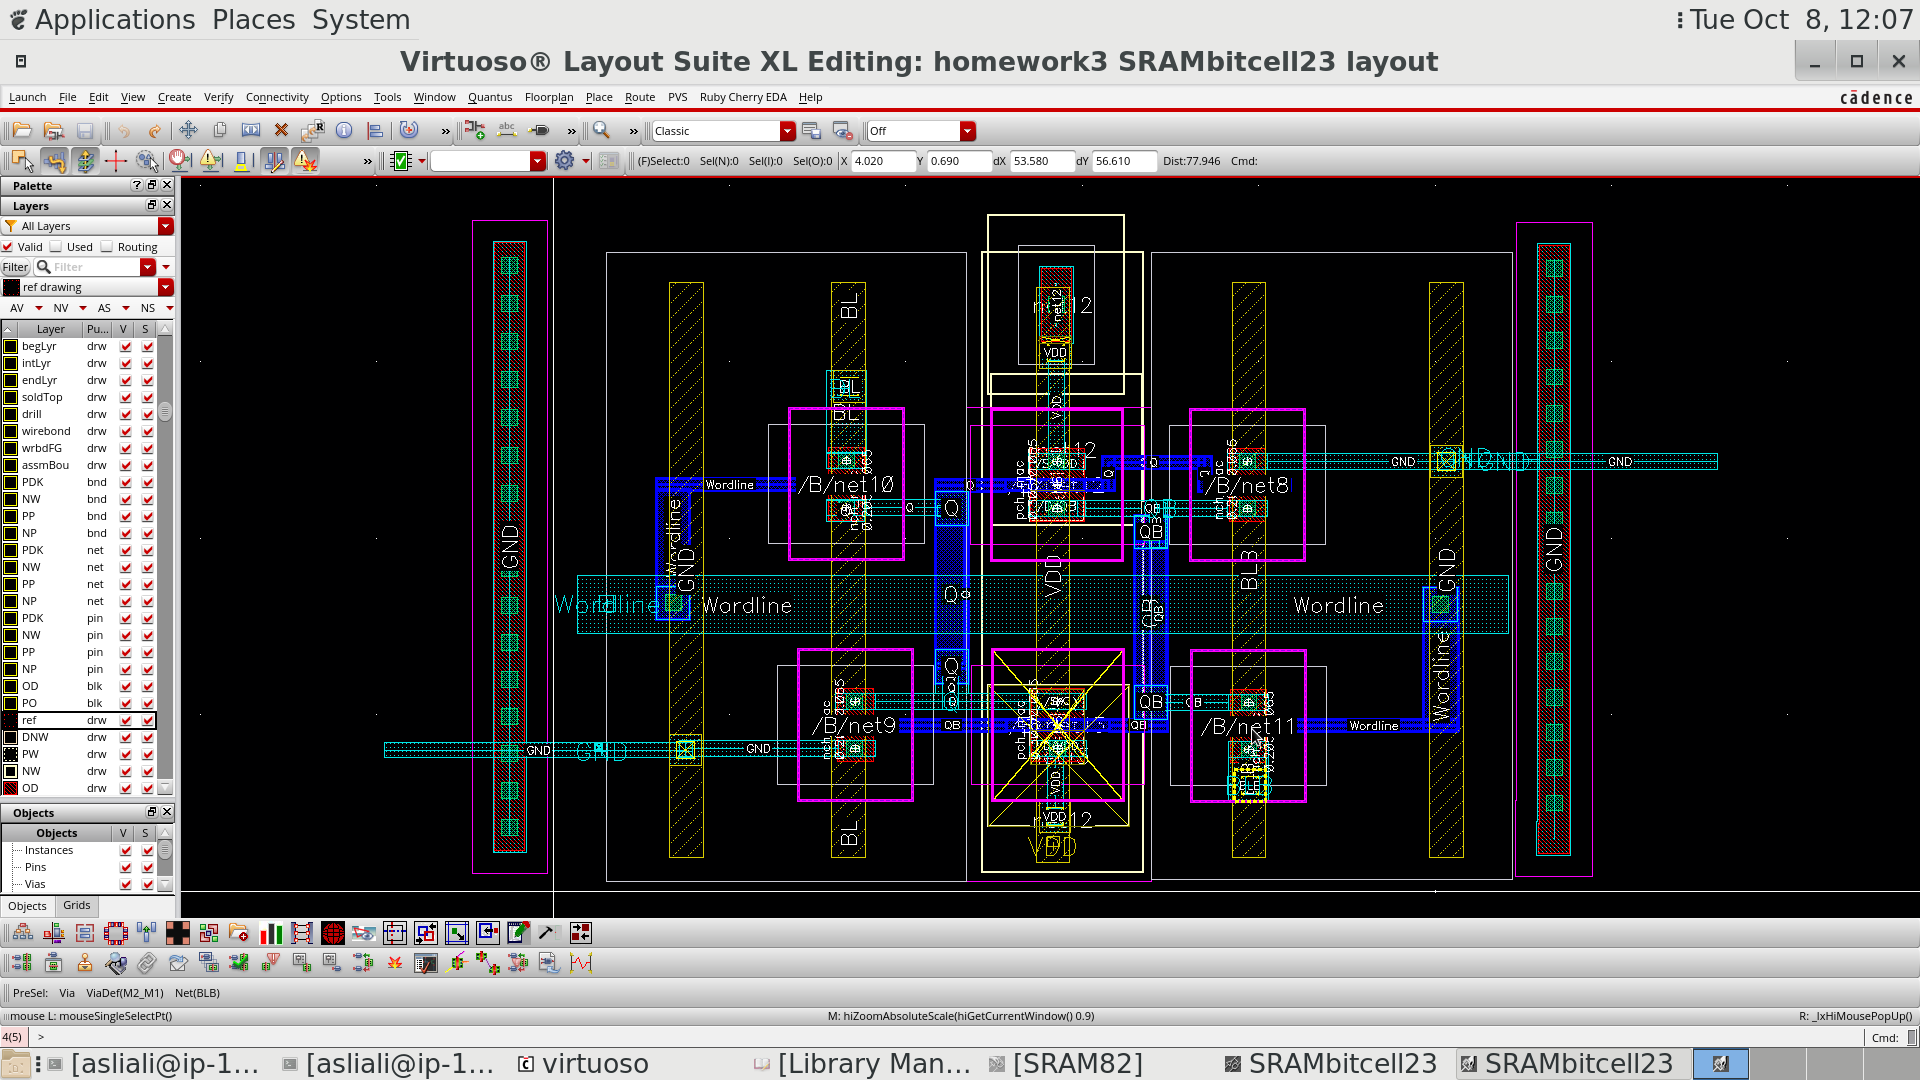 Applications Places System
Tue Oct 8, 12:07
Virtuoso® Layout Suite XL Editing: homework3 SRAMbitcell23 layout
Launch File Edit View Create Verify Connectivity Options Tools Window Quantus Floorplan Place Route PVS Ruby Cherry EDA Help
cādence
abc » » » Classic Off
» (F)Select:0 Sel(N):0 Sel(I):0 Sel(O):0 X 4.020 Y 0.690 dX 53.580 dY 56.610 Dist:77.946 Cmd:
Palette
Layers
All Layers
Valid Used Routing
Filter Filter
ref drawing
AV NV AS NS
Layer Pu... V S
begLyr drw
intLyr drw
endLyr drw
soldTop drw
drill drw
wirebond drw
wrbdFG drw
assmBou drw
PDK bnd
NW bnd
PP bnd
NP bnd
PDK net
NW net
PP net
NP net
PDK pin
NW pin
PP pin
NP pin
OD blk
PO blk
ref drw
DNW drw
PW drw
NW drw
OD drw
Objects
Objects V S
Instances
Pins
Vias
Objects Grids
BL
VDD
BL
VDD
GND GND GND
Wordline /B/net10 Q /B/net8
Q Q QB
QB
GND Wordline GND VDD BLB GND GND
Wordline Wordline Q Wordline
QB
Q
Wordline
QB QB
/B/net9 QB QB /B/net11 Wordline
GND GND GND
VDD
VDD
BL VDD
PreSel: Via ViaDef(M2_M1) Net(BLB)
mouse L: mouseSingleSelectPt()
M: hiZoomAbsoluteScale(hiGetCurrentWindow() 0.9)
R: _lxHiMousePopUp()
4(5) >
Cmd:
[asliali@ip-1... [asliali@ip-1... virtuoso [Library Man... [SRAM82] SRAMbitcell23 SRAMbitcell23